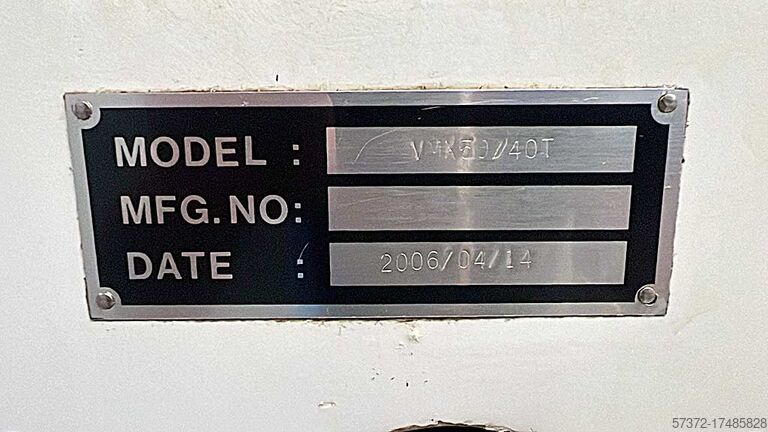 MODEL :
MFG. NO:
DATE : 2006/04/14
57372-17485828